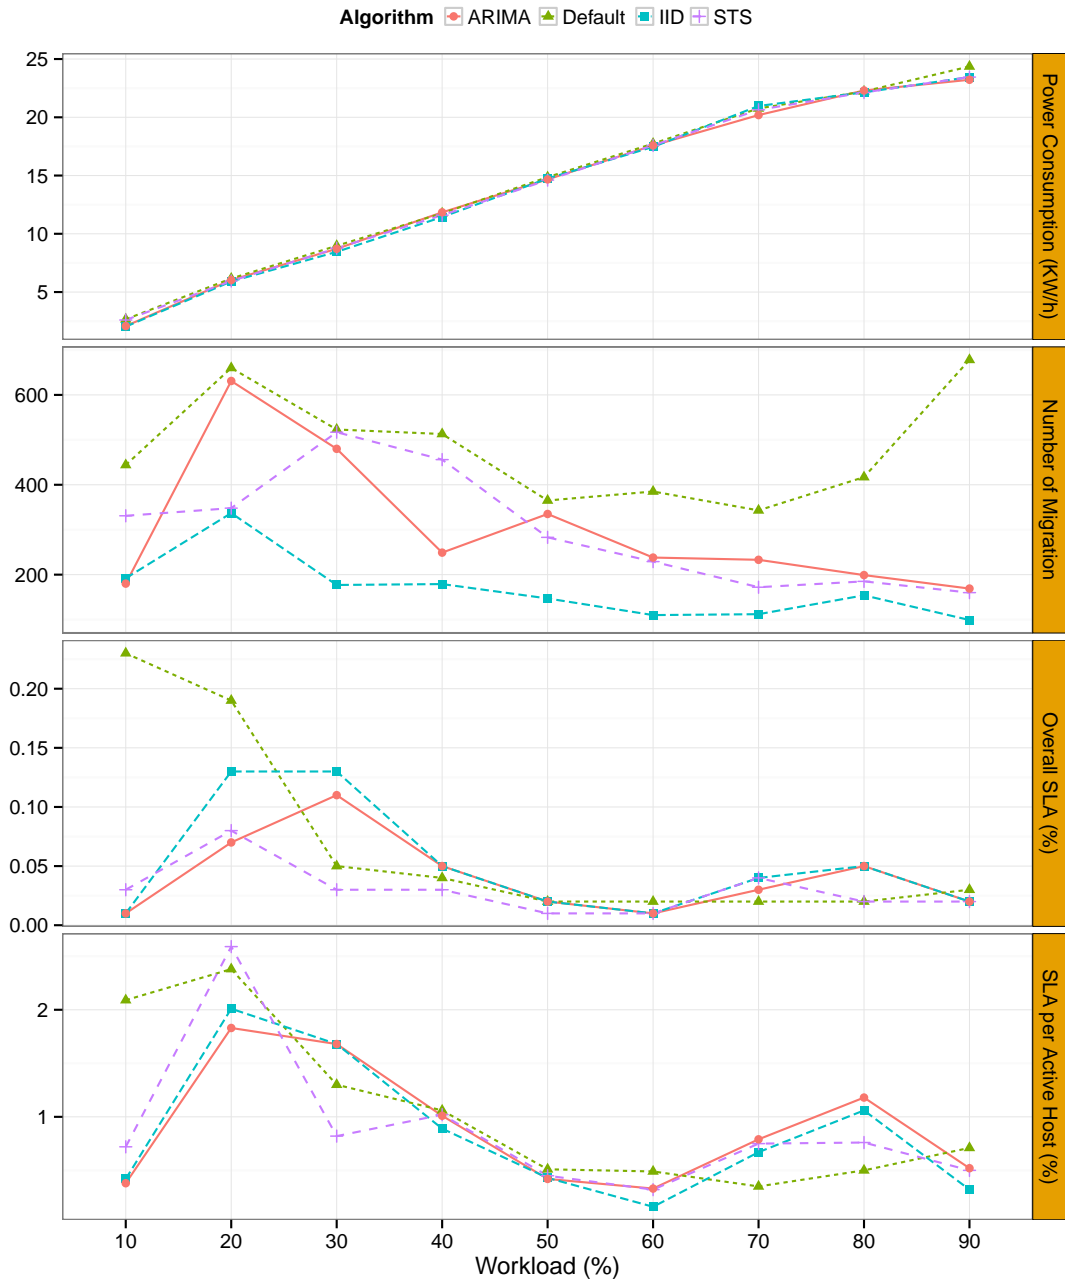 Algorithm ARIMA Default IID STS
25
20
15
10
5
Power Consumption (KW/h)
600
400
200
Number of Migration
0.20
0.15
0.10
0.05
0.00
Overall SLA (%)
2
1
SLA per Active Host (%)
10 20 30 40 50 60 70 80 90
Workload (%)